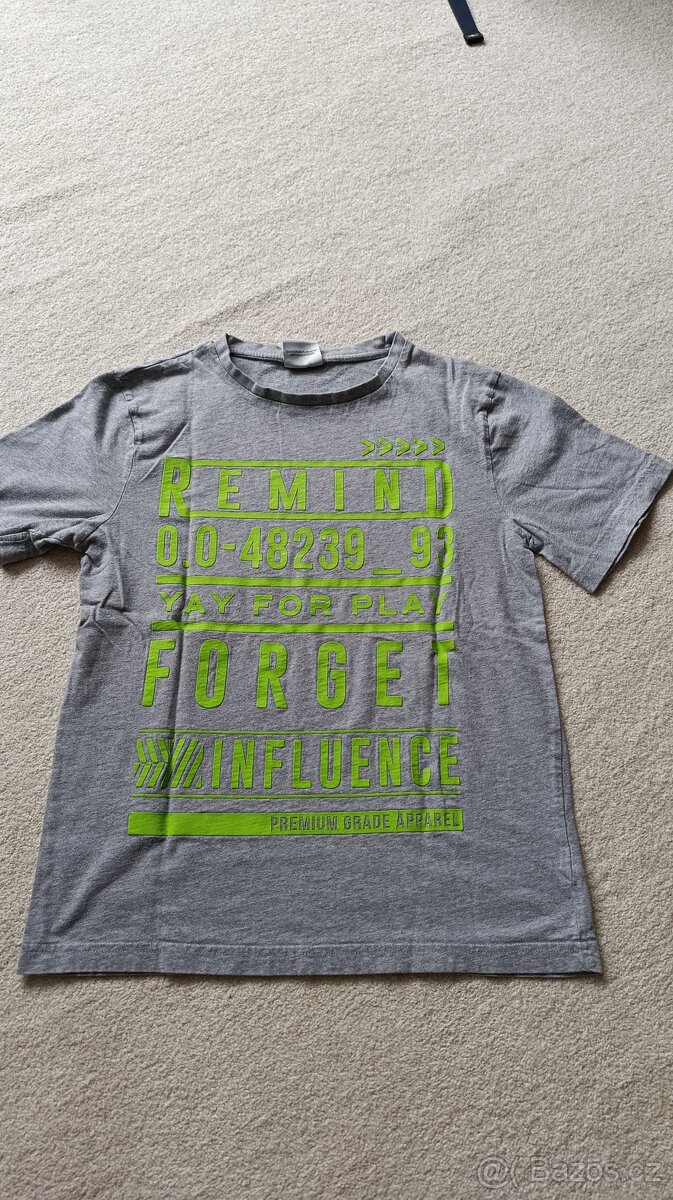 >>>>>
REMIND
0.0-48239_93
YAY FOR PLAY
FORGET
INFLUENCE
PREMIUM GRADE APPAREL
@Bazos.cz